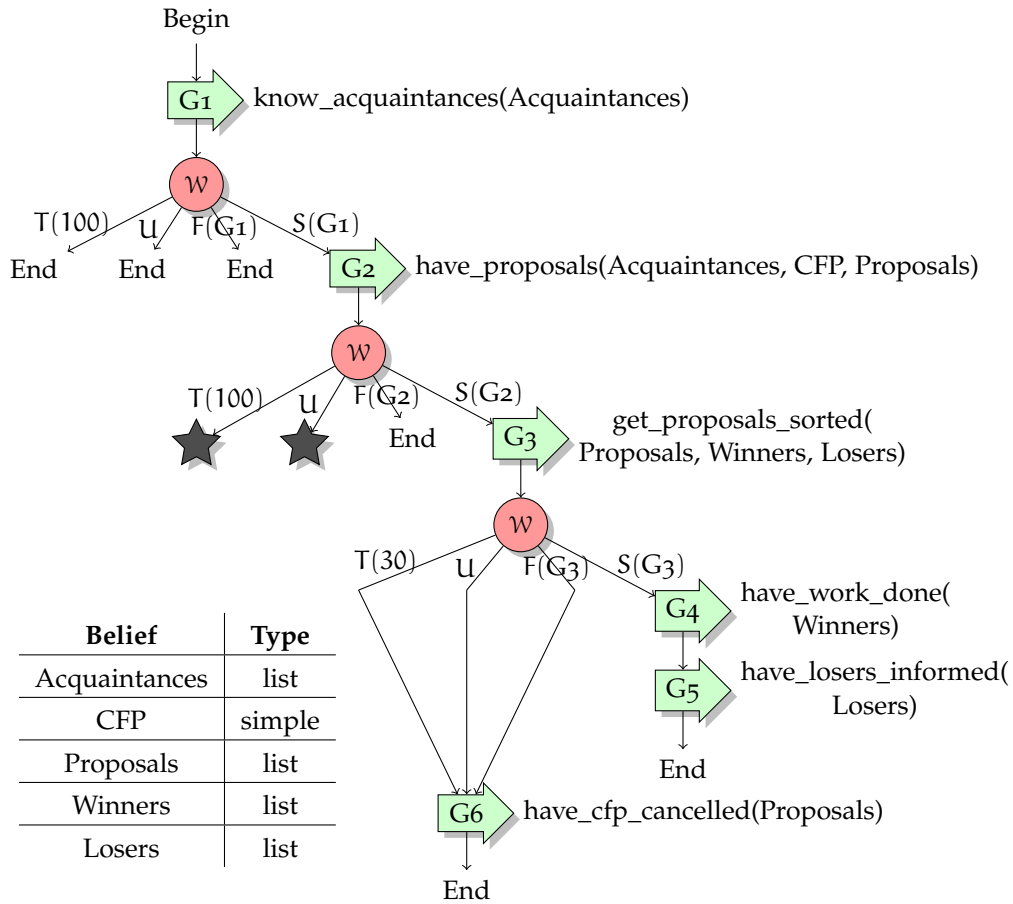 Begin
G1 know_acquaintances(Acquaintances)
W
T(100) U F(G1) S(G1)
End End End
G2 have_proposals(Acquaintances, CFP, Proposals)
W
T(100) U F(G2) S(G2)
End
G3 get_proposals_sorted(
Proposals, Winners, Losers)
W
T(30) U F(G3) S(G3)
G4 have_work_done(
Winners)
G5 have_losers_informed(
Losers)
End
Belief Type
Acquaintances list
CFP simple
Proposals list
Winners list
Losers list
G6 have_cfp_cancelled(Proposals)
End